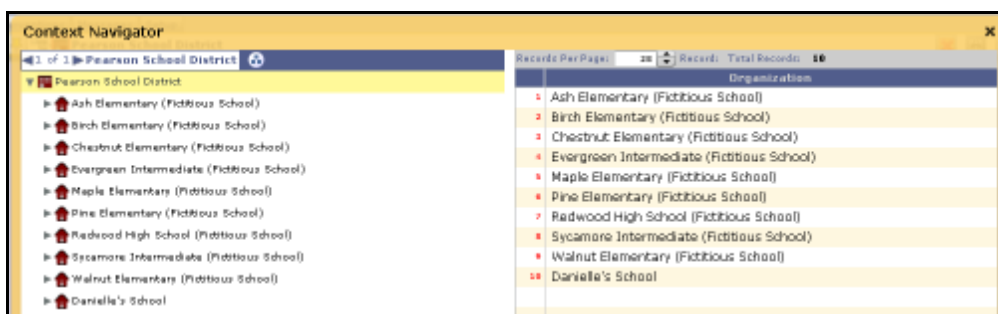 Context Navigator
1 of 1 Pearson School District
Pearson School District
Ash Elementary (Fictitious School)
Birch Elementary (Fictitious School)
Chestnut Elementary (Fictitious School)
Evergreen Intermediate (Fictitious School)
Maple Elementary (Fictitious School)
Pine Elementary (Fictitious School)
Redwood High School (Fictitious School)
Sycamore Intermediate (Fictitious School)
Walnut Elementary (Fictitious School)
Danielle's School
Records Per Page: Record: Total Records: 10
Organization
1 Ash Elementary (Fictitious School)
2 Birch Elementary (Fictitious School)
3 Chestnut Elementary (Fictitious School)
4 Evergreen Intermediate (Fictitious School)
5 Maple Elementary (Fictitious School)
6 Pine Elementary (Fictitious School)
7 Redwood High School (Fictitious School)
8 Sycamore Intermediate (Fictitious School)
9 Walnut Elementary (Fictitious School)
10 Danielle's School